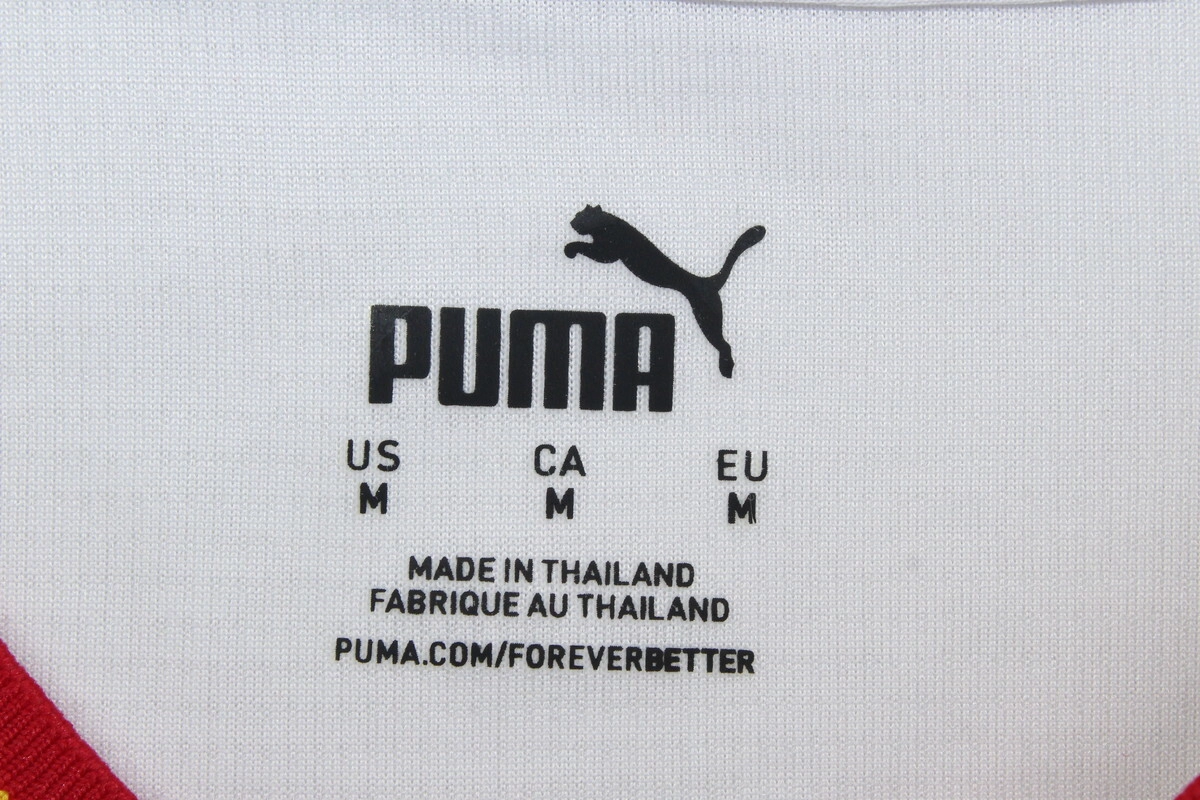 PUMA
US CA EU
M M M
MADE IN THAILAND
FABRIQUE AU THAILAND
PUMA.COM/FOREVERBETTER